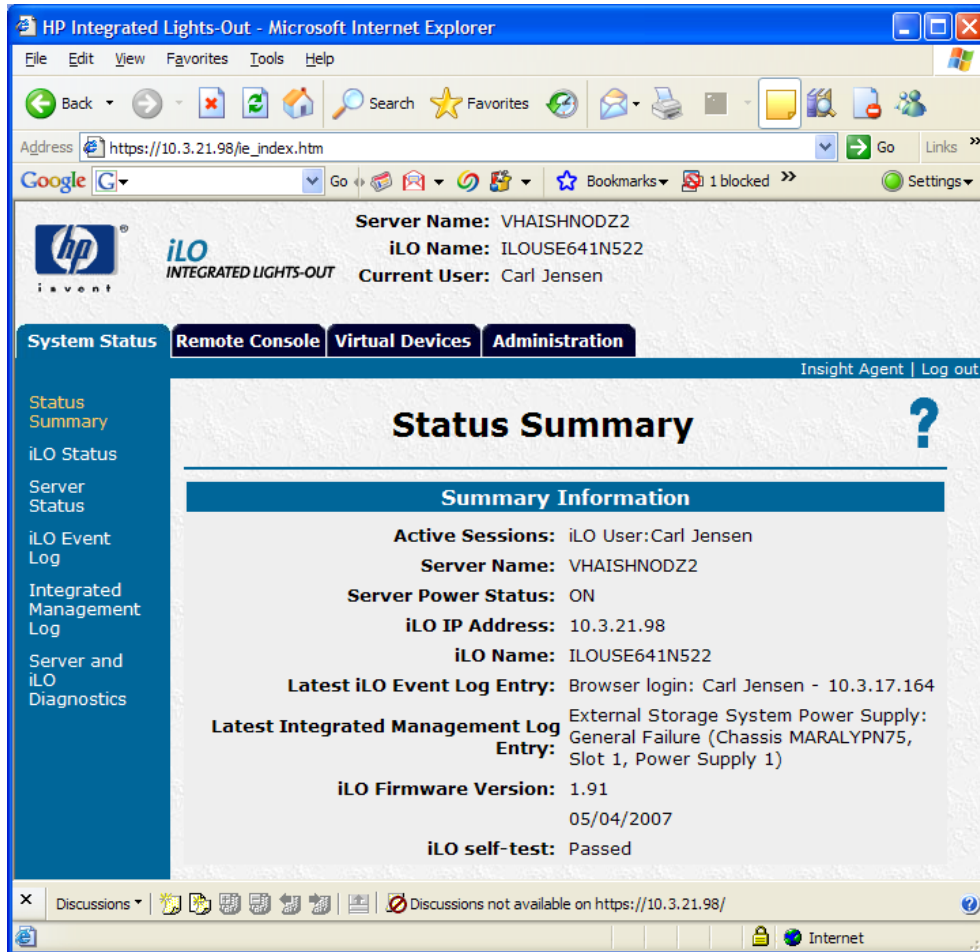 HP Integrated Lights-Out - Microsoft Internet Explorer
File Edit View Favorites Tools Help
Back Search Favorites
Address https://10.3.21.98/ie_index.htm Go Links »
Google G Go Bookmarks 1 blocked » Settings
hp
invent
iLO
INTEGRATED LIGHTS-OUT
Server Name: VHAISHNODZ2
iLO Name: ILOUSE641N522
Current User: Carl Jensen
System Status Remote Console Virtual Devices Administration
Insight Agent | Log out
Status
Summary
iLO Status
Server
Status
iLO Event
Log
Integrated
Management
Log
Server and
iLO
Diagnostics
Status Summary ?
Summary Information
Active Sessions: iLO User:Carl Jensen
Server Name: VHAISHNODZ2
Server Power Status: ON
iLO IP Address: 10.3.21.98
iLO Name: ILOUSE641N522
Latest iLO Event Log Entry: Browser login: Carl Jensen - 10.3.17.164
Latest Integrated Management Log
Entry:
External Storage System Power Supply:
General Failure (Chassis MARALYPN75,
Slot 1, Power Supply 1)
iLO Firmware Version: 1.91
05/04/2007
iLO self-test: Passed
× Discussions Discussions not available on https://10.3.21.98/
Internet